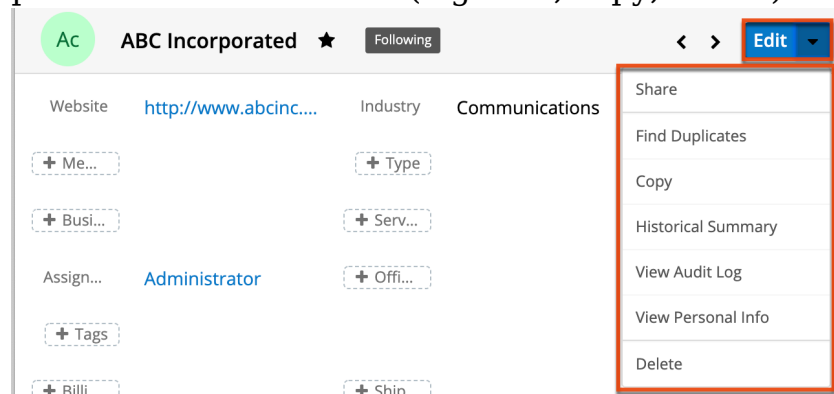 Ac ABC Incorporated ★ Following < > Edit
Share
Website http://www.abcinc.... Industry Communications
Find Duplicates
+ Me... + Type
Copy
+ Busi... + Serv...
Historical Summary
Assign... Administrator + Offi...
View Audit Log
View Personal Info
+ Tags
Delete
+ Billi... + Ship...